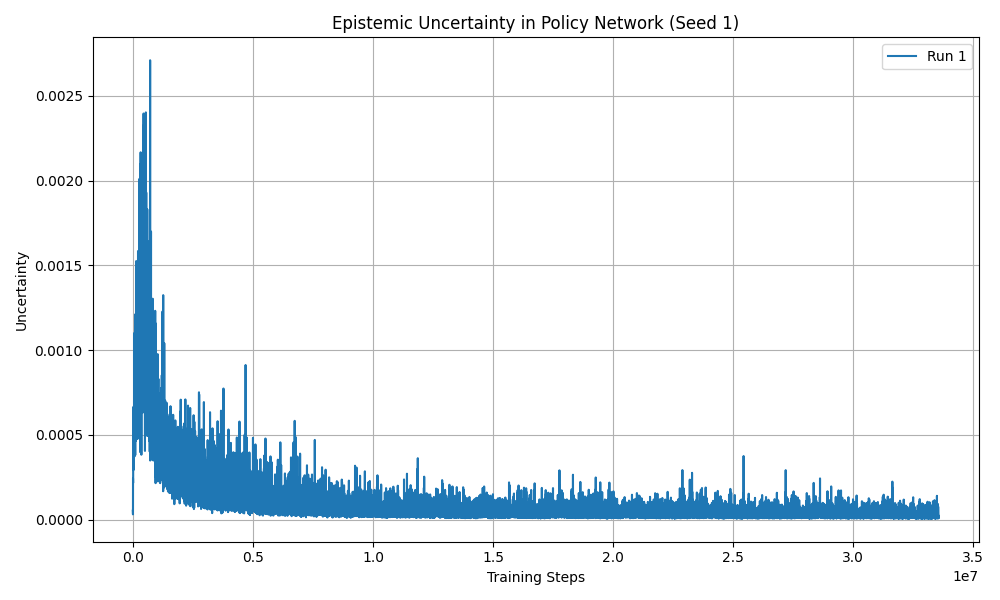 Epistemic Uncertainty in Policy Network (Seed 1)
Run 1
Uncertainty
0.0025
0.0020
0.0015
0.0010
0.0005
0.0000
0.0 0.5 1.0 1.5 2.0 2.5 3.0 3.5
1e7
Training Steps